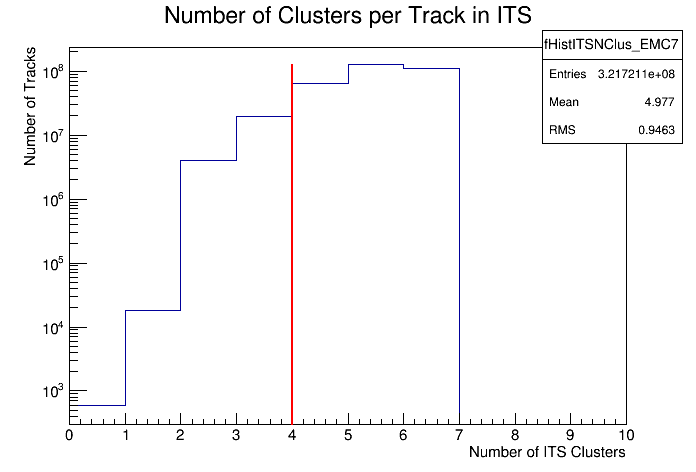 Number of Clusters per Track in ITS
fHistITSNClus_EMC7
Entries 3.217211e+08
Mean 4.977
RMS 0.9463
Number of Tracks
10^8
10^7
10^6
10^5
10^4
10^3
0 1 2 3 4 5 6 7 8 9 10
Number of ITS Clusters